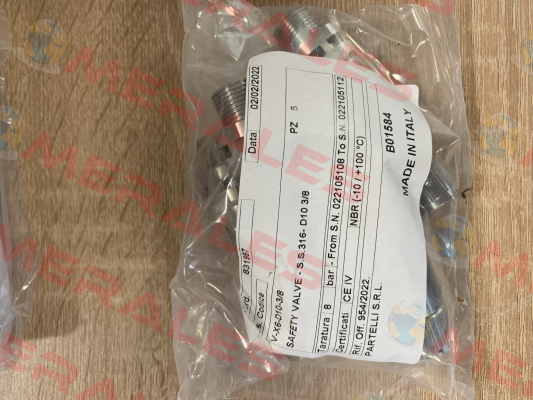 Ord. 831987 Data 02/02/2022
s. Codice
V-X6-D10-3/8 PZ 5
SAFETY VALVE - S.S.316- D10 3/8
Taratura 8 bar - From S.N. 022105108 To S.N. 022105112
Certificati CE IV NBR (-10 / +100 °C)
Rif. Off. 954/2022
PARTELLI S.R.L. B01584
MADE IN ITALY
MERALES